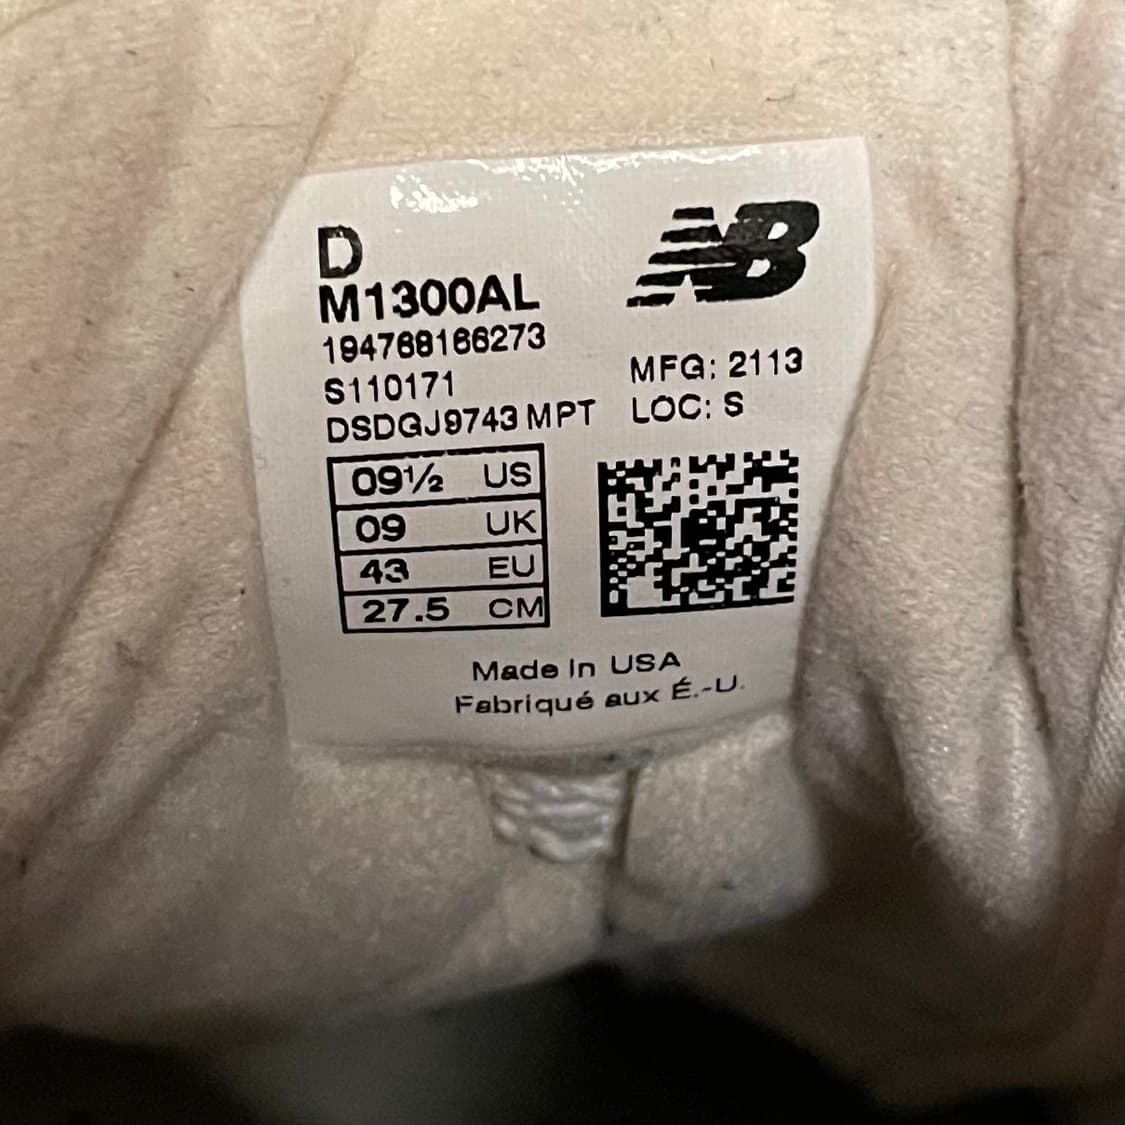 D
NB
M1300AL
194768166273
S110171
MFG: 2113
DSDGJ9743 MPT
LOC: S
09½ US
09 UK
43 EU
27.5 CM
Made in USA
Fabriqué aux É.-U.